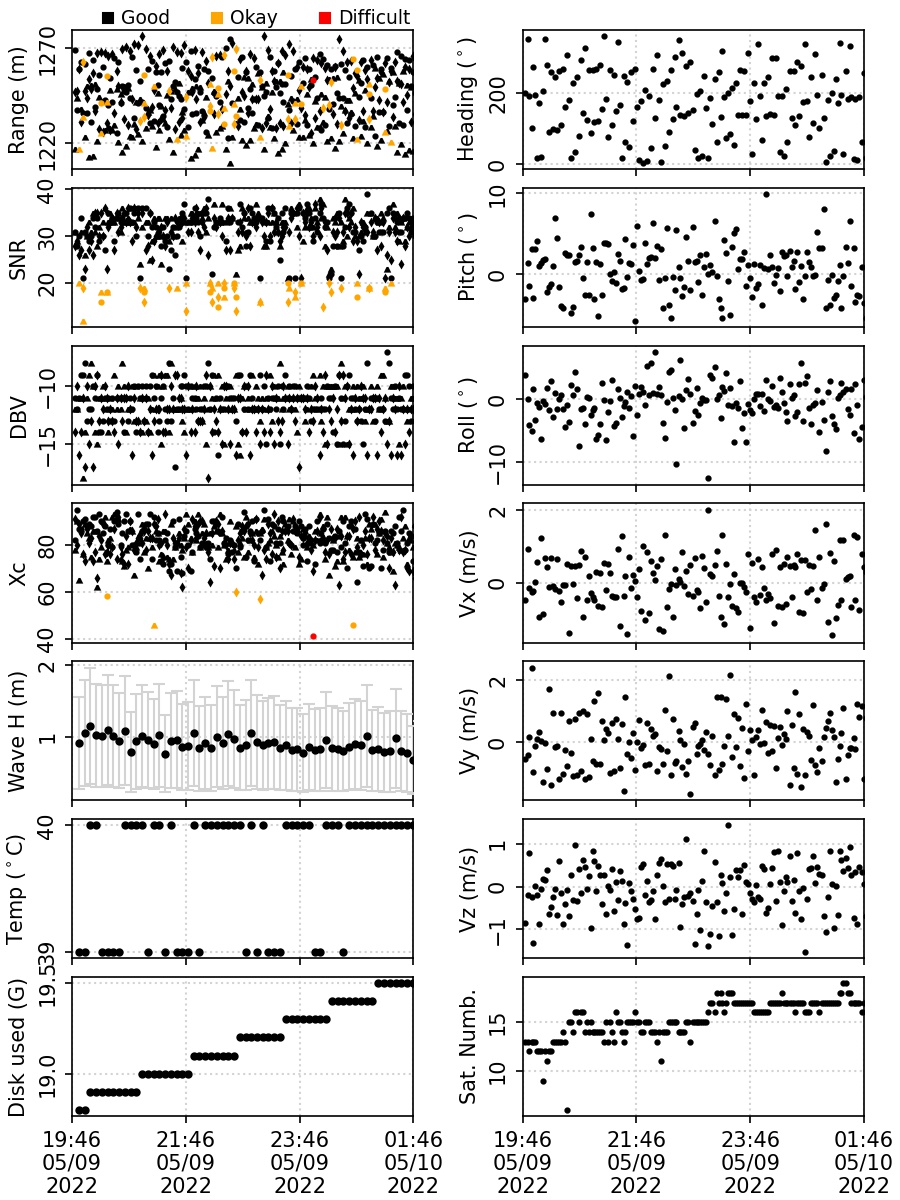 Good Okay Difficult
Range (m)
1270
1220
Heading (°)
200
0
SNR
40
30
20
Pitch (°)
10
0
DBV
−10
−15
Roll (°)
0
−10
Xc
80
60
40
Vx (m/s)
2
0
Wave H (m)
2
1
Vy (m/s)
2
0
Temp (°C)
40
39
Vz (m/s)
1
0
−1
Disk used (G)
19.5
19.0
Sat. Numb.
15
10
19:46 21:46 23:46 01:46 19:46 21:46 23:46 01:46
05/09 05/09 05/09 05/10 05/09 05/09 05/09 05/10
2022 2022 2022 2022 2022 2022 2022 2022